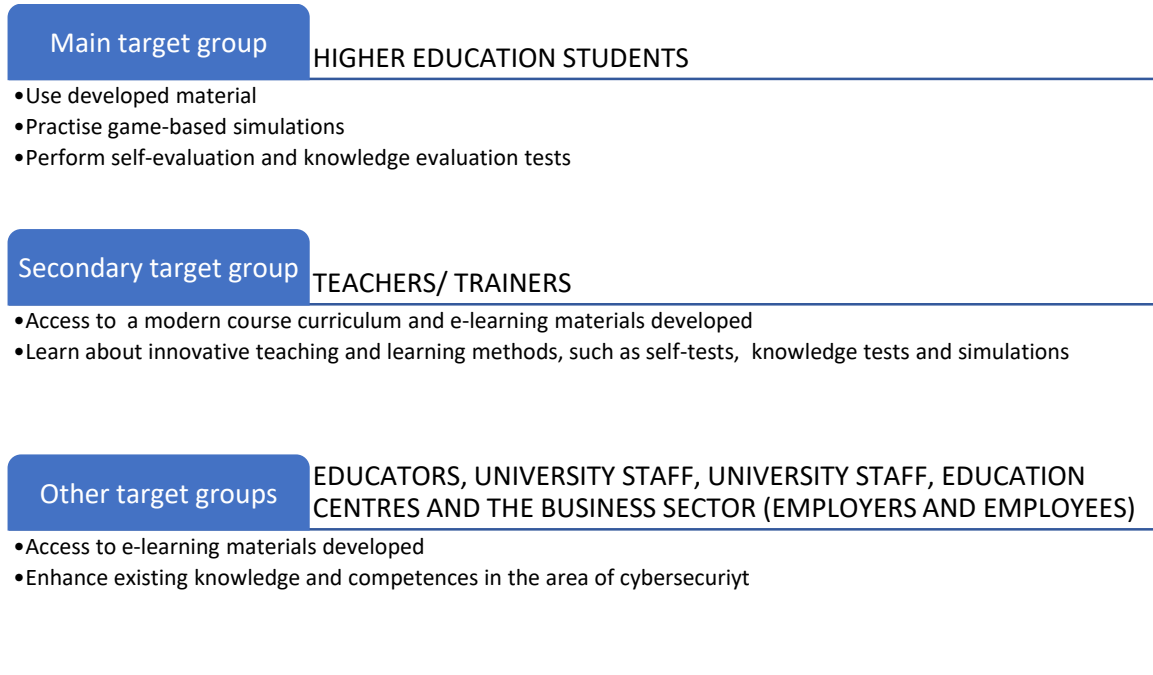 Main target group
HIGHER EDUCATION STUDENTS
•Use developed material
•Practise game-based simulations
•Perform self-evaluation and knowledge evaluation tests
Secondary target group
TEACHERS/ TRAINERS
•Access to  a modern course curriculum and e-learning materials developed
•Learn about innovative teaching and learning methods, such as self-tests,  knowledge tests and simulations
Other target groups
EDUCATORS, UNIVERSITY STAFF, UNIVERSITY STAFF, EDUCATION
CENTRES AND THE BUSINESS SECTOR (EMPLOYERS AND EMPLOYEES)
•Access to e-learning materials developed
•Enhance existing knowledge and competences in the area of cybersecuriyt